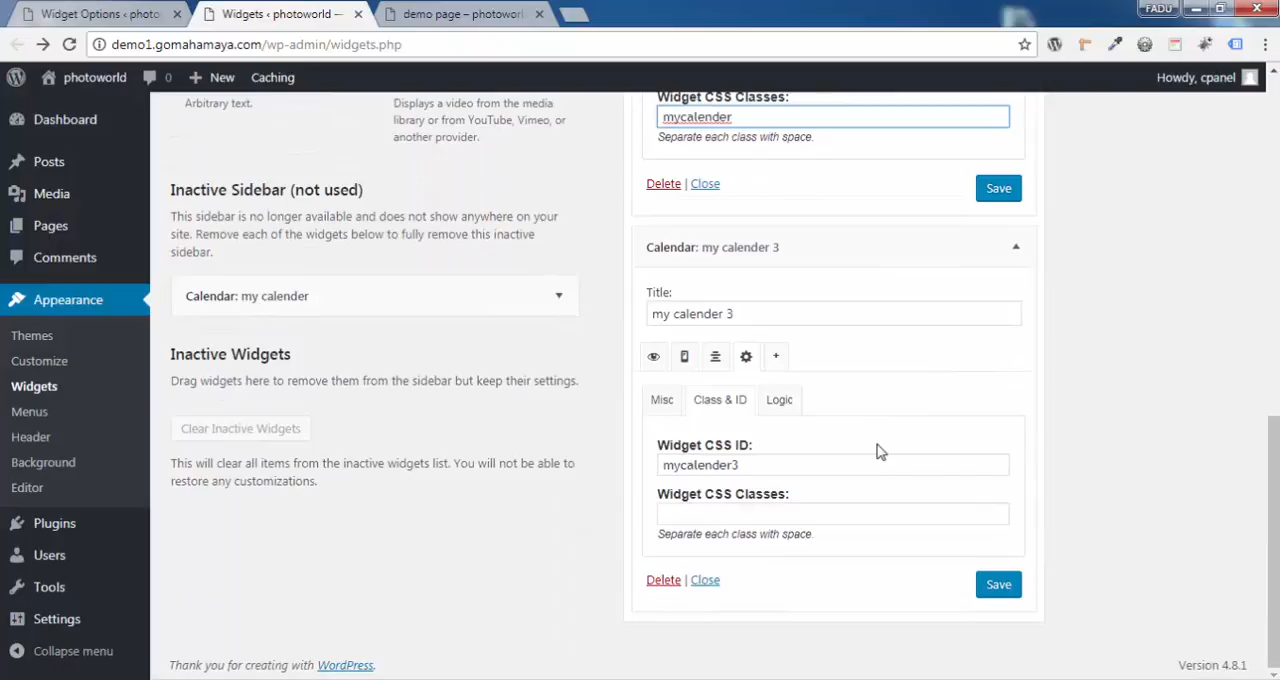 Widget Options ‹ photo
Widgets ‹ photoworld —
demo page – photoworl
FADU
demo1.gomahamaya.com/wp-admin/widgets.php
photoworld
0
New
Caching
Howdy, cpanel
Dashboard
Posts
Media
Pages
Comments
Appearance
Themes
Customize
Widgets
Menus
Header
Background
Editor
Plugins
Users
Tools
Settings
Collapse menu
Arbitrary text.
Displays a video from the media
library or from YouTube, Vimeo, or
another provider.
Inactive Sidebar (not used)
This sidebar is no longer available and does not show anywhere on your
site. Remove each of the widgets below to fully remove this inactive
sidebar.
Calendar: my calender
Inactive Widgets
Drag widgets here to remove them from the sidebar but keep their settings.
Clear Inactive Widgets
This will clear all items from the inactive widgets list. You will not be able to
restore any customizations.
Widget CSS Classes:
mycalender
Separate each class with space.
Delete | Close
Save
Calendar: my calender 3
Title:
my calender 3
+
Misc
Class & ID
Logic
Widget CSS ID:
mycalender3
Widget CSS Classes:
Separate each class with space.
Delete | Close
Save
Thank you for creating with WordPress.
Version 4.8.1